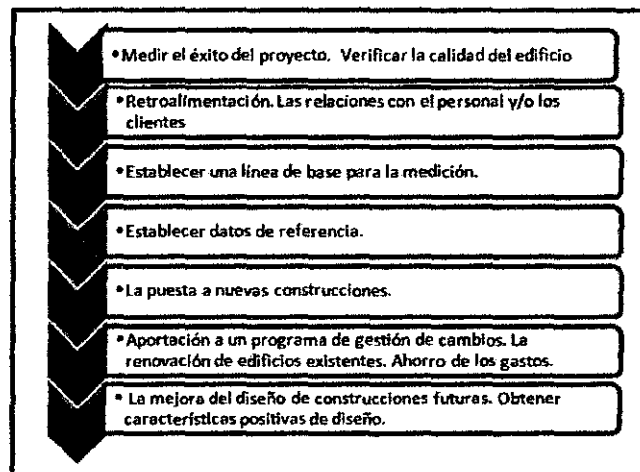 •Medir el éxito del proyecto. Verificar la calidad del edificio
•Retroalimentación. Las relaciones con el personal y/o los
clientes
•Establecer una línea de base para la medición.
•Establecer datos de referencia.
•La puesta a nuevas construcciones.
•Aportación a un programa de gestión de cambios. La
renovación de edificios existentes. Ahorro de los gastos.
• La mejora del diseño de construcciones futuras. Obtener
características positivas de diseño.